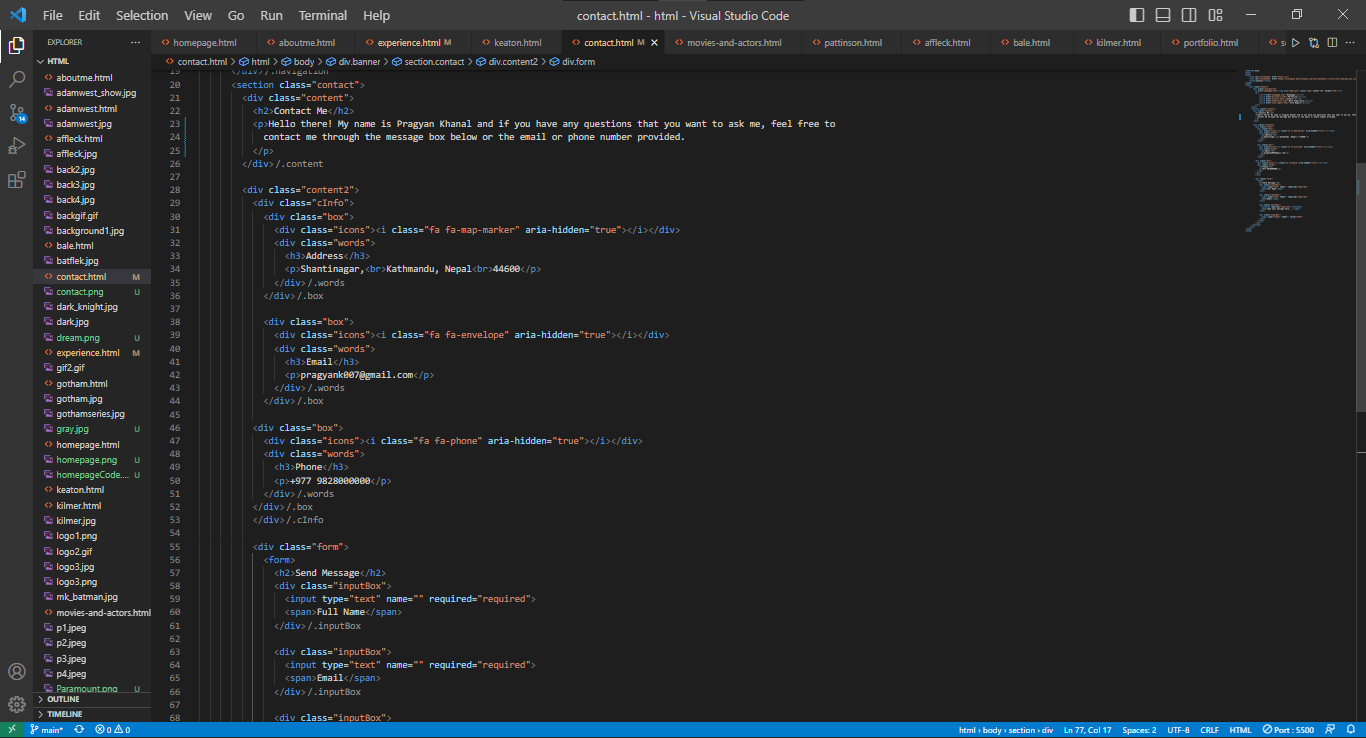 File Edit Selection View Go Run Terminal Help
contact.html - html - Visual Studio Code
EXPLORER
homepage.html aboutme.html experience.html M keaton.html contact.html M movies-and-actors.html pattinson.html affleck.html bale.html kilmer.html portfolio.html
contact.html > html > body > div.banner > section.contact > div.content2 > div.form
HTML
aboutme.html
adamwest_show.jpg
adamwest.html
adamwest.jpg
affleck.html
affleck.jpg
back2.jpg
back3.jpg
back4.jpg
backgif.gif
background1.jpg
bale.html
batflek.jpg
contact.html M
contact.png U
dark_knight.jpg
dark.jpg
dream.png U
experience.html M
gif2.gif
gotham.html
gotham.jpg
gothamseries.jpg
gray.jpg U
homepage.html
homepage.png U
homepageCode.... U
keaton.html
kilmer.html
kilmer.jpg
logo1.png
logo2.gif
logo3.jpg
logo3.png
mk_batman.jpg
movies-and-actors.html
p1.jpeg
p2.jpeg
p3.jpeg
p4.jpeg
Paramount.png U
OUTLINE
TIMELINE
14
19 </div>/.navigation
20 <section class="contact">
21 <div class="content">
22 <h2>Contact Me</h2>
23 <p>Hello there! My name is Pragyan Khanal and if you have any questions that you want to ask me, feel free to
24 contact me through the message box below or the email or phone number provided.
25 </p>
26 </div>/.content
27
28 <div class="content2">
29 <div class="cInfo">
30 <div class="box">
31 <div class="icons"><i class="fa fa-map-marker" aria-hidden="true"></i></div>
32 <div class="words">
33 <h3>Address</h3>
34 <p>Shantinagar,<br>Kathmandu, Nepal<br>44600</p>
35 </div>/.words
36 </div>/.box
37
38 <div class="box">
39 <div class="icons"><i class="fa fa-envelope" aria-hidden="true"></i></div>
40 <div class="words">
41 <h3>Email</h3>
42 <p>pragyank007@gmail.com</p>
43 </div>/.words
44 </div>/.box
45
46 <div class="box">
47 <div class="icons"><i class="fa fa-phone" aria-hidden="true"></i></div>
48 <div class="words">
49 <h3>Phone</h3>
50 <p>+977 9828000000</p>
51 </div>/.words
52 </div>/.box
53 </div>/.cInfo
54
55 <div class="form">
56 <form>
57 <h2>Send Message</h2>
58 <div class="inputBox">
59 <input type="text" name="" required="required">
60 <span>Full Name</span>
61 </div>/.inputBox
62
63 <div class="inputBox">
64 <input type="text" name="" required="required">
65 <span>Email</span>
66 </div>/.inputBox
67
68 <div class="inputBox">
main* 0 0 html > body > section > div Ln 77, Col 17 Spaces: 2 UTF-8 CRLF HTML Port : 5500